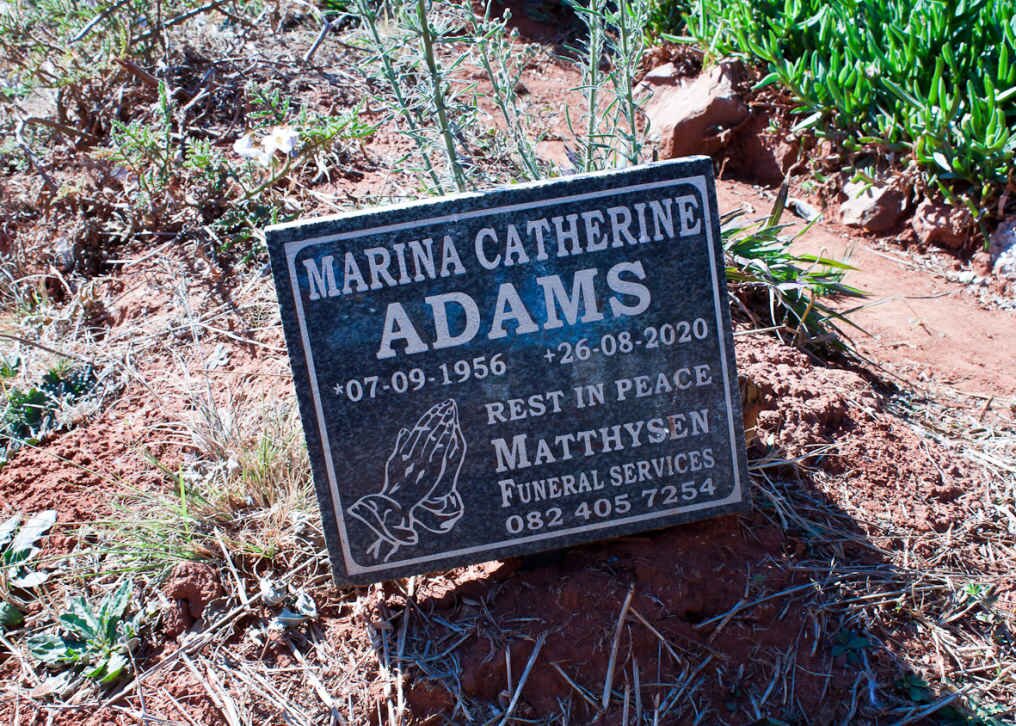 MARINA CATHERINE
ADAMS
*07-09-1956 +26-08-2020
REST IN PEACE
MATTHYSEN
FUNERAL SERVICES
082 405 7254